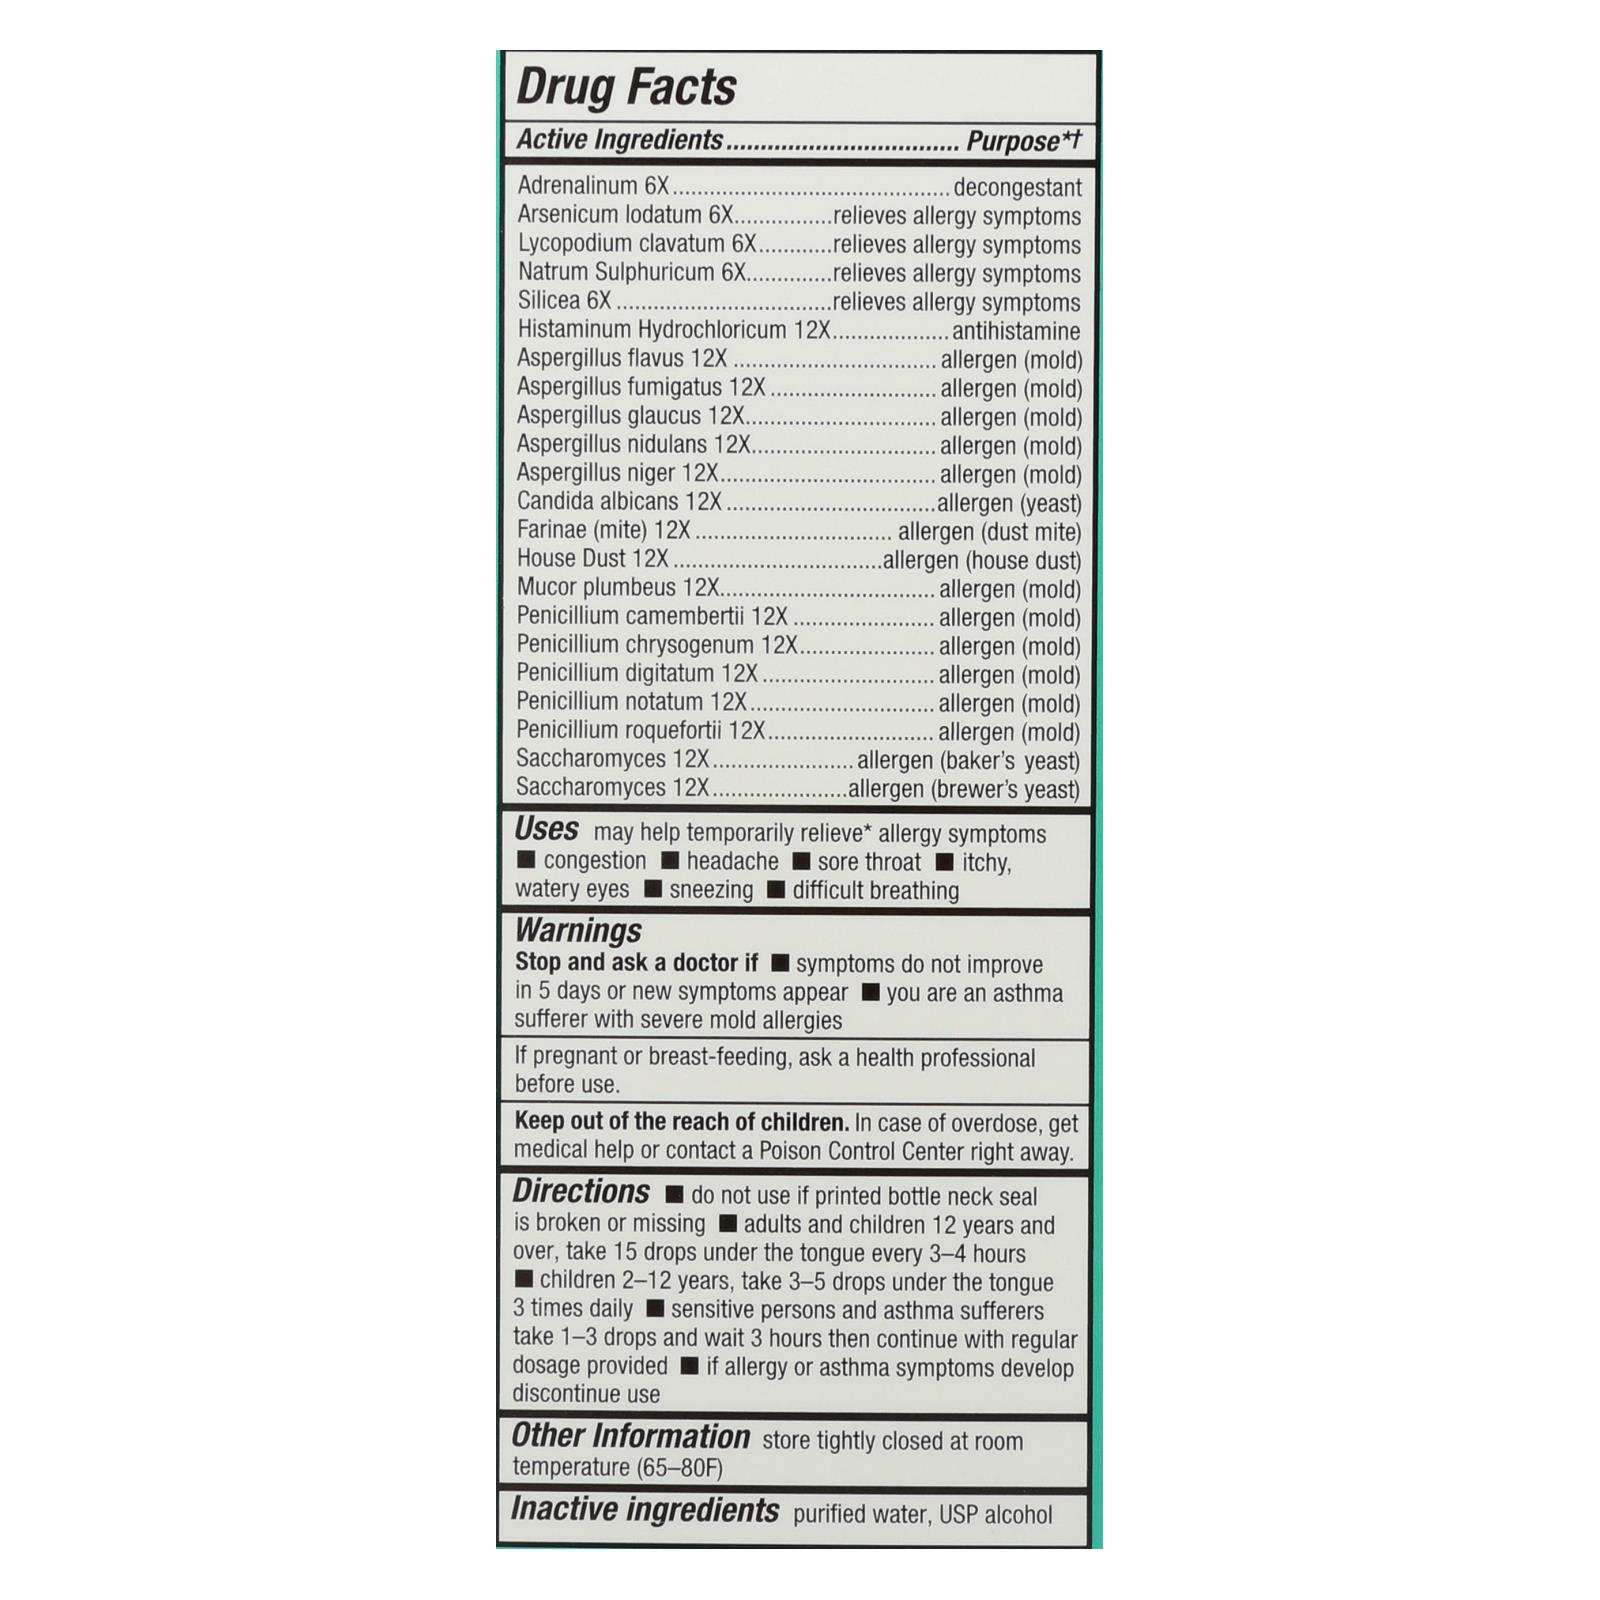 Drug Facts
Active Ingredients.................................. Purpose*†
Adrenalinum 6X.........................................decongestant
Arsenicum Iodatum 6X..............relieves allergy symptoms
Lycopodium clavatum 6X...........relieves allergy symptoms
Natrum Sulphuricum 6X............relieves allergy symptoms
Silicea 6X ...............................relieves allergy symptoms
Histaminum Hydrochloricum 12X.................antihistamine
Aspergillus flavus 12X .............................. allergen (mold)
Aspergillus fumigatus 12X ........................ allergen (mold)
Aspergillus glaucus 12X............................ allergen (mold)
Aspergillus nidulans 12X........................... allergen (mold)
Aspergillus niger 12X................................ allergen (mold)
Candida albicans 12X ...............................allergen (yeast)
Farinae (mite) 12X ............................. allergen (dust mite)
House Dust 12X ...............................allergen (house dust)
Mucor plumbeus 12X................................ allergen (mold)
Penicillium camembertii 12X ..................... allergen (mold)
Penicillium chrysogenum 12X.................... allergen (mold)
Penicillium digitatum 12X ......................... allergen (mold)
Penicillium notatum 12X........................... allergen (mold)
Penicillium roquefortii 12X......................... allergen (mold)
Saccharomyces 12X..................... allergen (baker's yeast)
Saccharomyces 12X....................allergen (brewer's yeast)
Uses may help temporarily relieve* allergy symptoms
■ congestion ■ headache ■ sore throat ■ itchy,
watery eyes ■ sneezing ■ difficult breathing
Warnings
Stop and ask a doctor if ■ symptoms do not improve
in 5 days or new symptoms appear ■ you are an asthma
sufferer with severe mold allergies
If pregnant or breast-feeding, ask a health professional
before use.
Keep out of the reach of children. In case of overdose, get
medical help or contact a Poison Control Center right away.
Directions ■ do not use if printed bottle neck seal
is broken or missing ■ adults and children 12 years and
over, take 15 drops under the tongue every 3–4 hours
■ children 2–12 years, take 3–5 drops under the tongue
3 times daily ■ sensitive persons and asthma sufferers
take 1–3 drops and wait 3 hours then continue with regular
dosage provided ■ if allergy or asthma symptoms develop
discontinue use
Other Information store tightly closed at room
temperature (65–80F)
Inactive ingredients purified water, USP alcohol